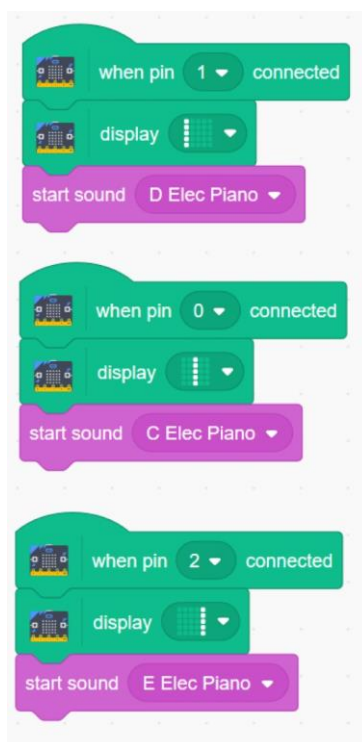 when pin 1 connected
display
start sound D Elec Piano
when pin 0 connected
display
start sound C Elec Piano
when pin 2 connected
display
start sound E Elec Piano